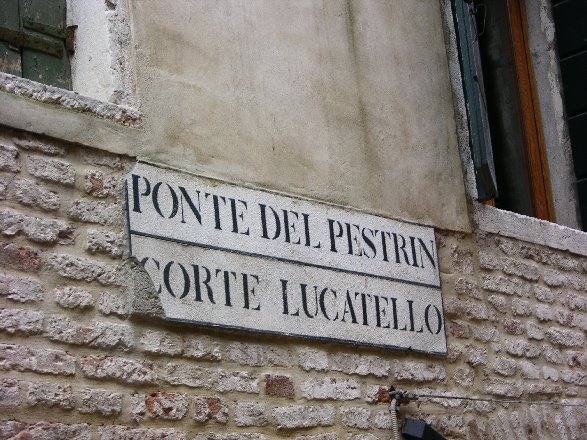 PONTE DEL PESTRIN
CORTE LUCATELLO